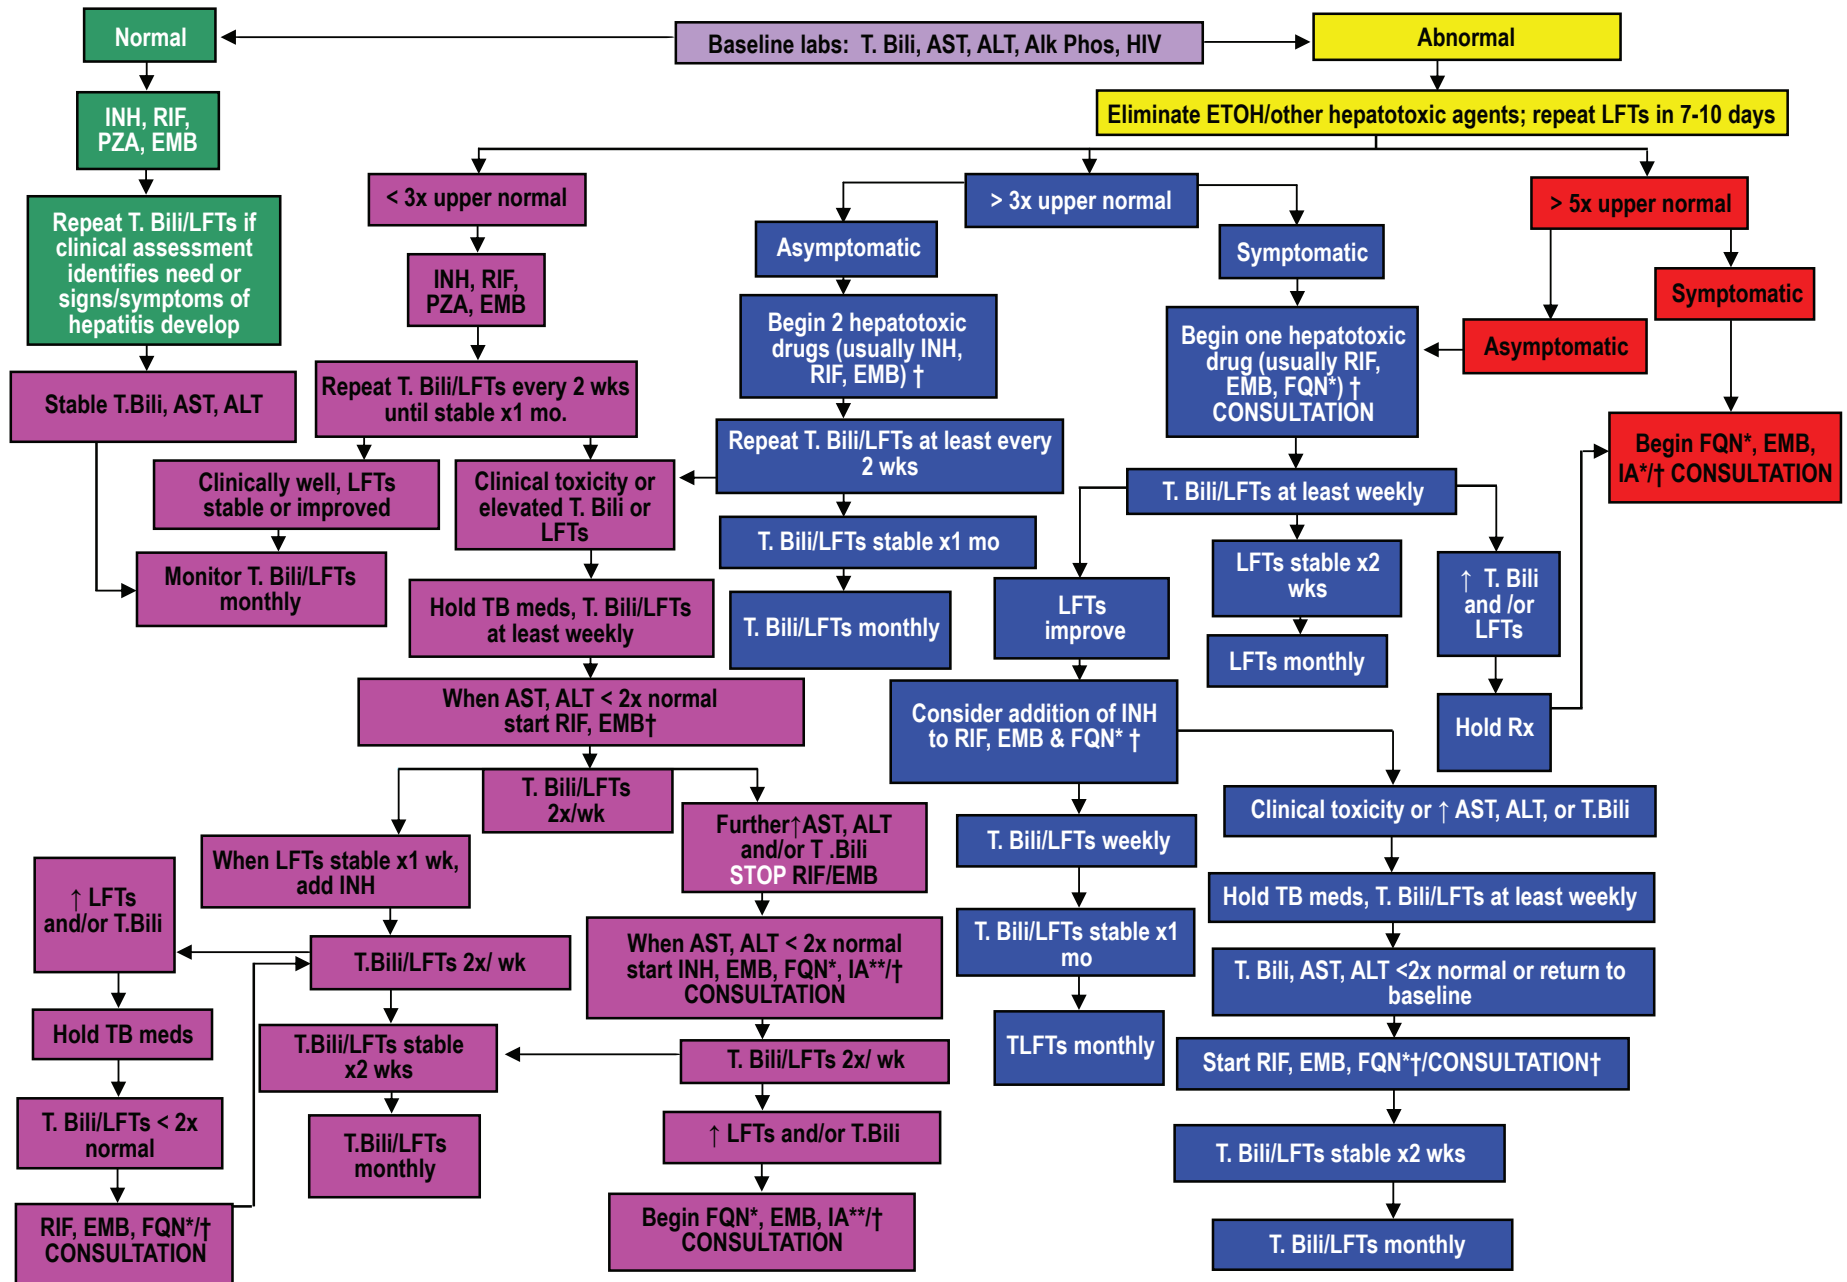 Normal
Baseline labs: T. Bili, AST, ALT, Alk Phos, HIV
Abnormal
INH, RIF,
PZA, EMB
Eliminate ETOH/other hepatotoxic agents; repeat LFTs in 7-10 days
Repeat T. Bili/LFTs if
clinical assessment
identifies need or
signs/symptoms of
hepatitis develop
Stable T.Bili, AST, ALT
< 3x upper normal
INH, RIF,
PZA, EMB
Repeat T. Bili/LFTs every 2 wks
until stable x1 mo.
Clinically well, LFTs
stable or improved
Monitor T. Bili/LFTs
monthly
Clinical toxicity or
elevated T. Bili or
LFTs
Hold TB meds, T. Bili/LFTs
at least weekly
When AST, ALT < 2x normal
start RIF, EMB†
T. Bili/LFTs
2x/wk
When LFTs stable x1 wk,
add INH
Further↑AST, ALT
and/or T .Bili
STOP RIF/EMB
↑ LFTs
and/or T.Bili
T.Bili/LFTs 2x/ wk
When AST, ALT < 2x normal
start INH, EMB, FQN*, IA**/†
CONSULTATION
Hold TB meds
T.Bili/LFTs stable
x2 wks
T. Bili/LFTs 2x/ wk
T. Bili/LFTs < 2x
normal
T.Bili/LFTs
monthly
↑ LFTs and/or T.Bili
RIF, EMB, FQN*/†
CONSULTATION
Begin FQN*, EMB, IA**/†
CONSULTATION
> 3x upper normal
Asymptomatic
Symptomatic
Begin 2 hepatotoxic
drugs (usually INH,
RIF, EMB) †
Begin one hepatotoxic
drug (usually RIF,
EMB, FQN*) †
CONSULTATION
Repeat T. Bili/LFTs at least every
2 wks
T. Bili/LFTs stable x1 mo
T. Bili/LFTs monthly
T. Bili/LFTs at least weekly
LFTs
improve
LFTs stable x2
wks
LFTs monthly
↑ T. Bili
and /or
LFTs
Hold Rx
Consider addition of INH
to RIF, EMB & FQN* †
T. Bili/LFTs weekly
T. Bili/LFTs stable x1
mo
TLFTs monthly
Clinical toxicity or ↑ AST, ALT, or T.Bili
Hold TB meds, T. Bili/LFTs at least weekly
T. Bili, AST, ALT <2x normal or return to
baseline
Start RIF, EMB, FQN*†/CONSULTATION†
T. Bili/LFTs stable x2 wks
T. Bili/LFTs monthly
> 5x upper normal
Symptomatic
Asymptomatic
Begin FQN*, EMB,
IA*/† CONSULTATION